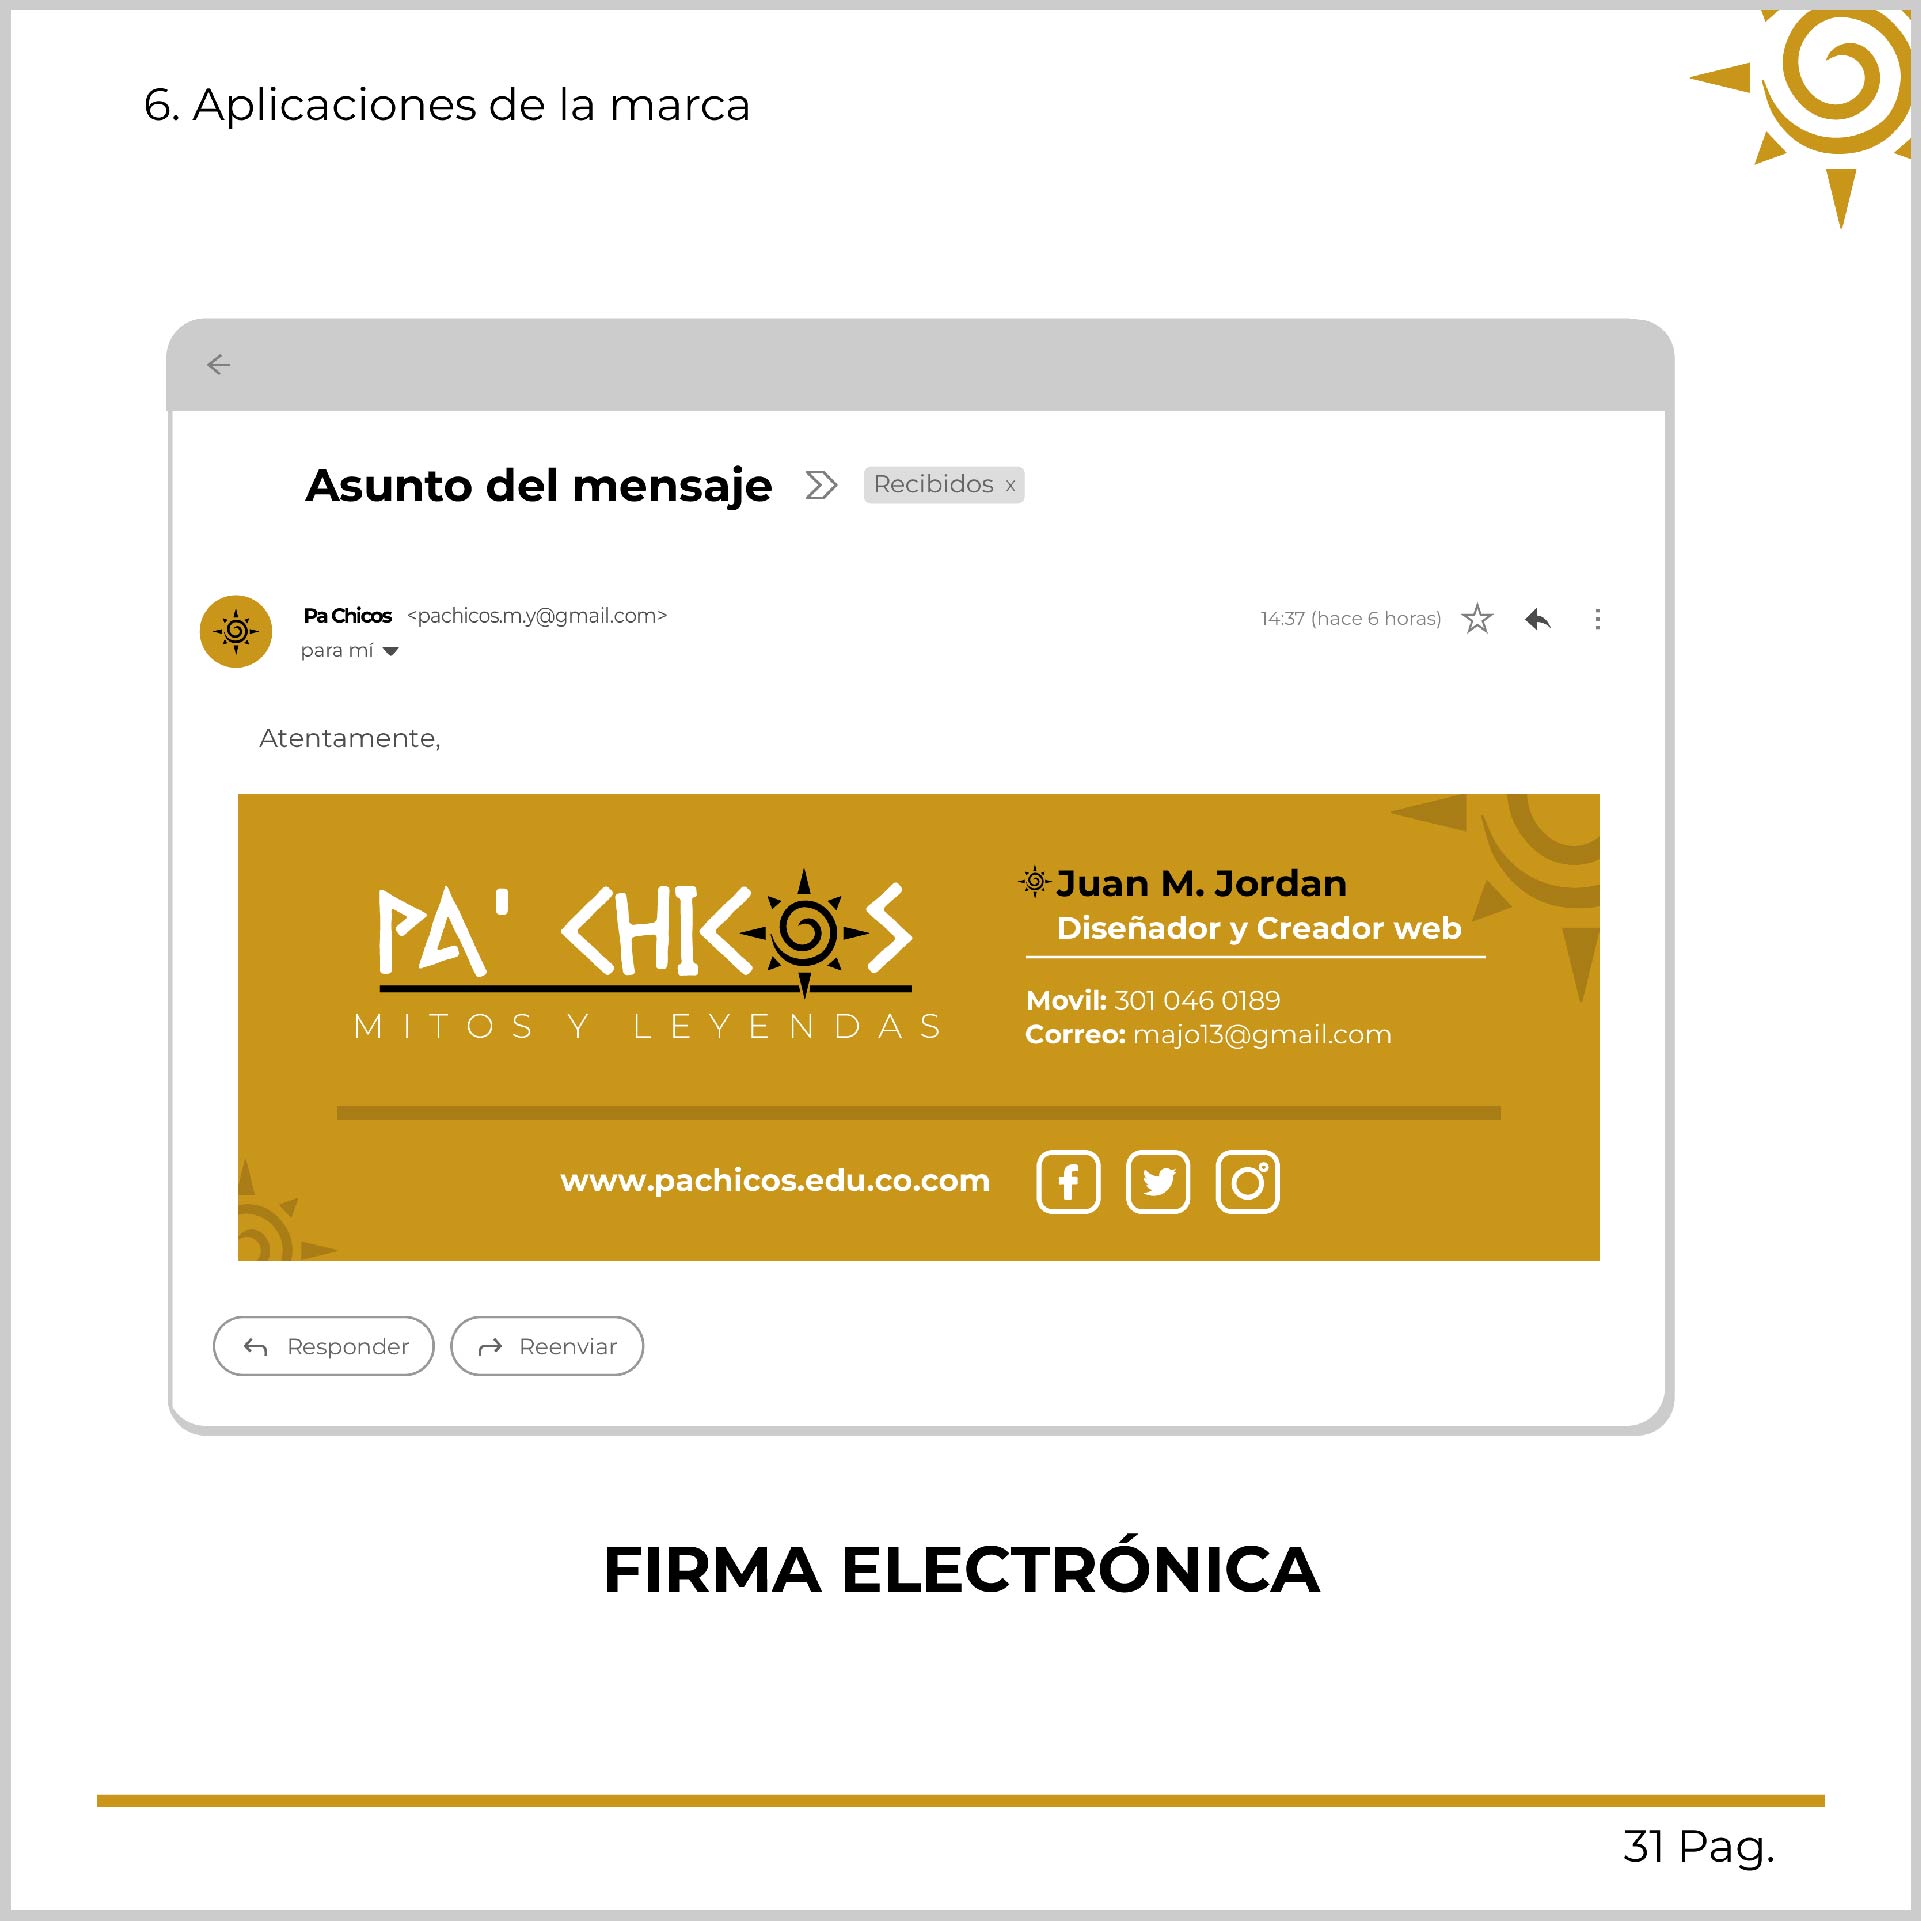 6. Aplicaciones de la marca
Asunto del mensaje
Recibidos x
Pa Chicos <pachicos.m.y@gmail.com>
14:37 (hace 6 horas)
para mí
Atentamente,
PA' CHICOS
MITOS Y LEYENDAS
Juan M. Jordan
Diseñador y Creador web
Movil: 301 046 0189
Correo: majo13@gmail.com
www.pachicos.edu.co.com
Responder
Reenviar
FIRMA ELECTRÓNICA
31 Pag.